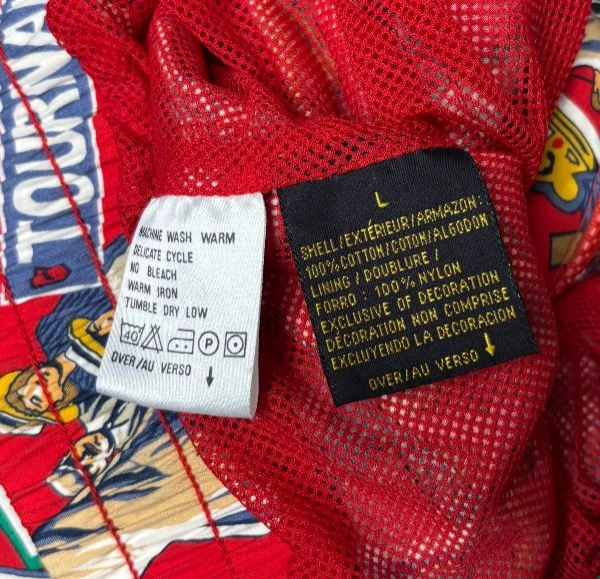 TOURNA
MACHINE WASH WARM
DELICATE CYCLE
NO BLEACH
WARM IRON
TUMBLE DRY LOW
40 P
OVER/AU VERSO ↓
L
SHELL/EXTÉRIEUR/ARMAZON:
100% COTTON/COTON/ALGODON
LINING / DOUBLURE /
FORRO : 100% NYLON
EXCLUSIVE OF DECORATION
DÉCORATION NON COMPRISE
EXCLUYENDO LA DECORACION
OVER/AU VERSO ↓